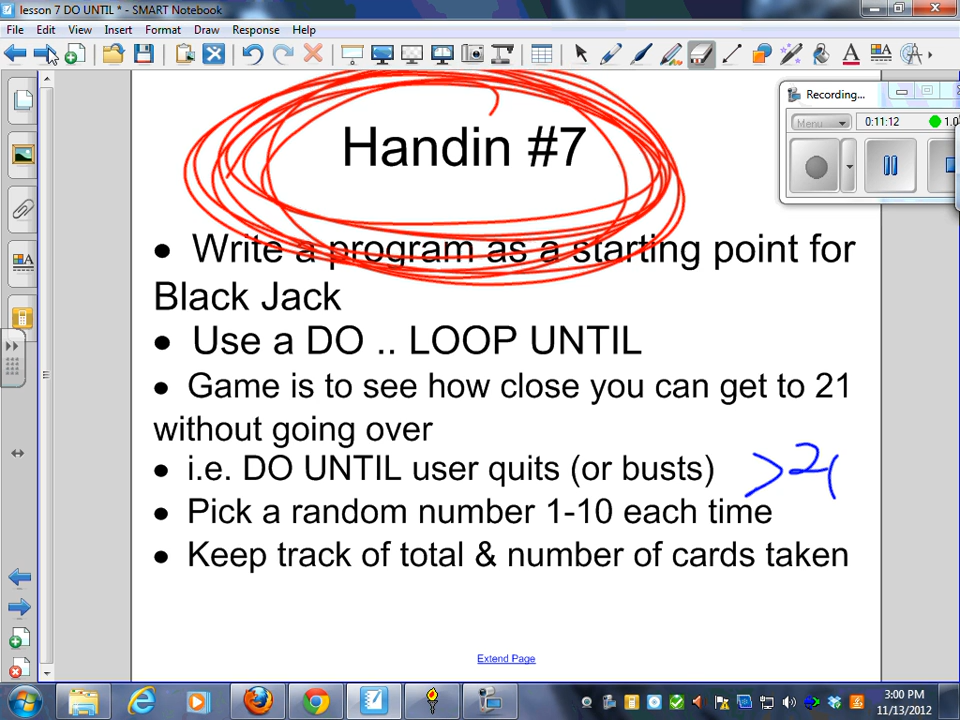 lesson 7 DO UNTIL * - SMART Notebook
File Edit View Insert Format Draw Response Help
Recording...
Menu 0:11:12 1.0
Handin #7
• Write a program as a starting point for
Black Jack
• Use a DO .. LOOP UNTIL
• Game is to see how close you can get to 21
without going over
• i.e. DO UNTIL user quits (or busts) >21
• Pick a random number 1-10 each time
• Keep track of total & number of cards taken
Extend Page
3:00 PM
11/13/2012